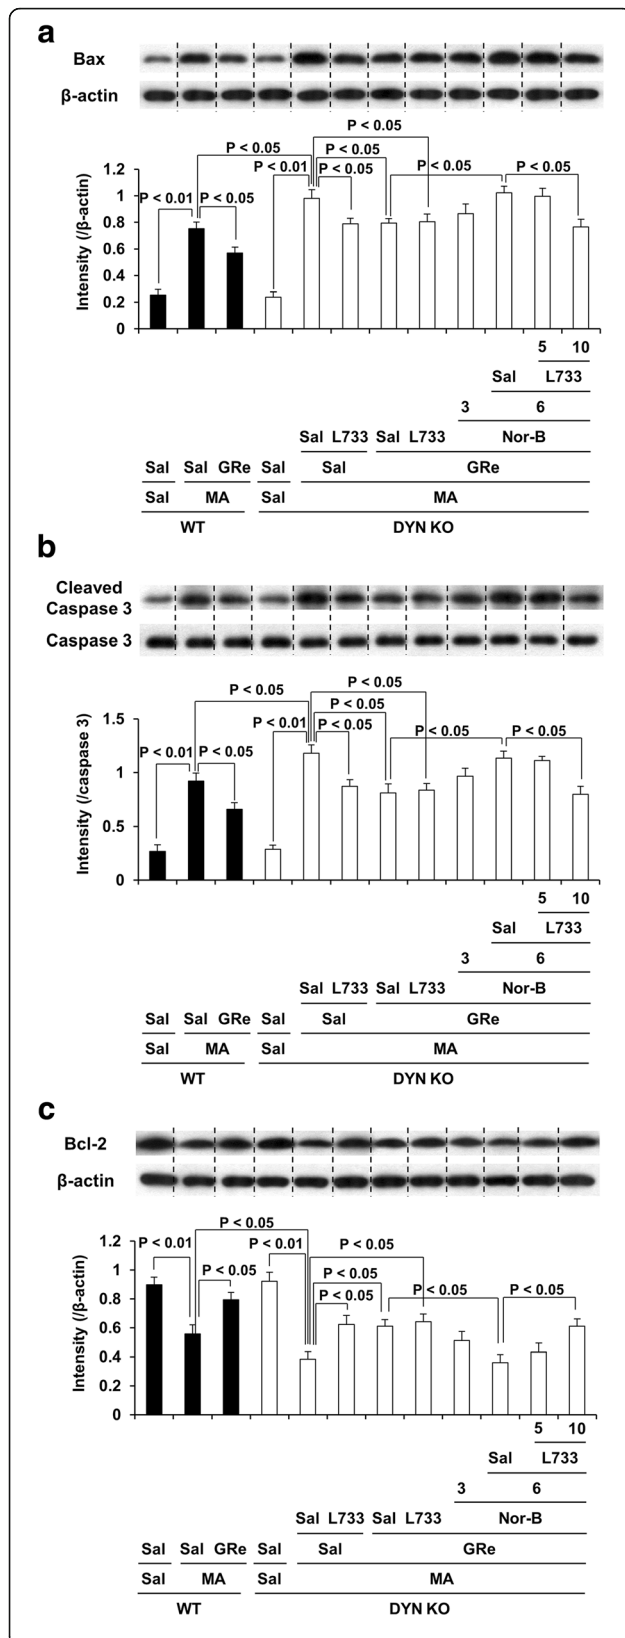 a
Bax
β-actin
P < 0.05
P < 0.05
P < 0.01
P < 0.05
P < 0.05
P < 0.05
P < 0.05
P < 0.01
P < 0.05
Intensity (/β-actin)
1.2
1
0.8
0.6
0.4
0.2
0
5 10
Sal L733
3 6
Sal L733 Sal L733 Nor-B
Sal Sal GRe Sal Sal GRe
Sal MA Sal MA
WT DYN KO
b
Cleaved
Caspase 3
Caspase 3
P < 0.05
P < 0.05
P < 0.05
P < 0.01
P < 0.05
P < 0.05
P < 0.05
P < 0.01
P < 0.05
Intensity (/caspase 3)
1.5
1
0.5
0
5 10
Sal L733
3 6
Sal L733 Sal L733 Nor-B
Sal Sal GRe Sal Sal GRe
Sal MA Sal MA
WT DYN KO
c
Bcl-2
β-actin
P < 0.05
P < 0.01
P < 0.01
P < 0.05
P < 0.05
P < 0.05
P < 0.05
P < 0.05
P < 0.05
Intensity (/β-actin)
1.2
1
0.8
0.6
0.4
0.2
0
5 10
Sal L733
3 6
Sal L733 Sal L733 Nor-B
Sal Sal GRe Sal Sal GRe
Sal MA Sal MA
WT DYN KO